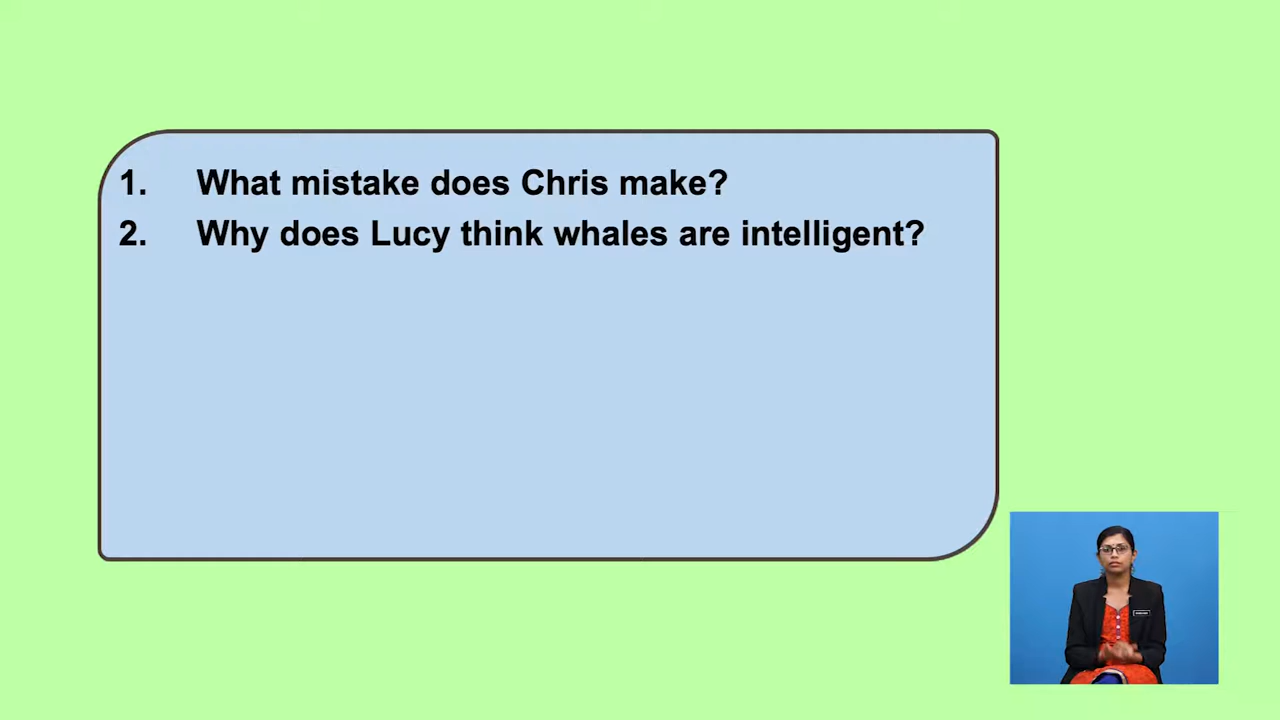 1. What mistake does Chris make?
2. Why does Lucy think whales are intelligent?